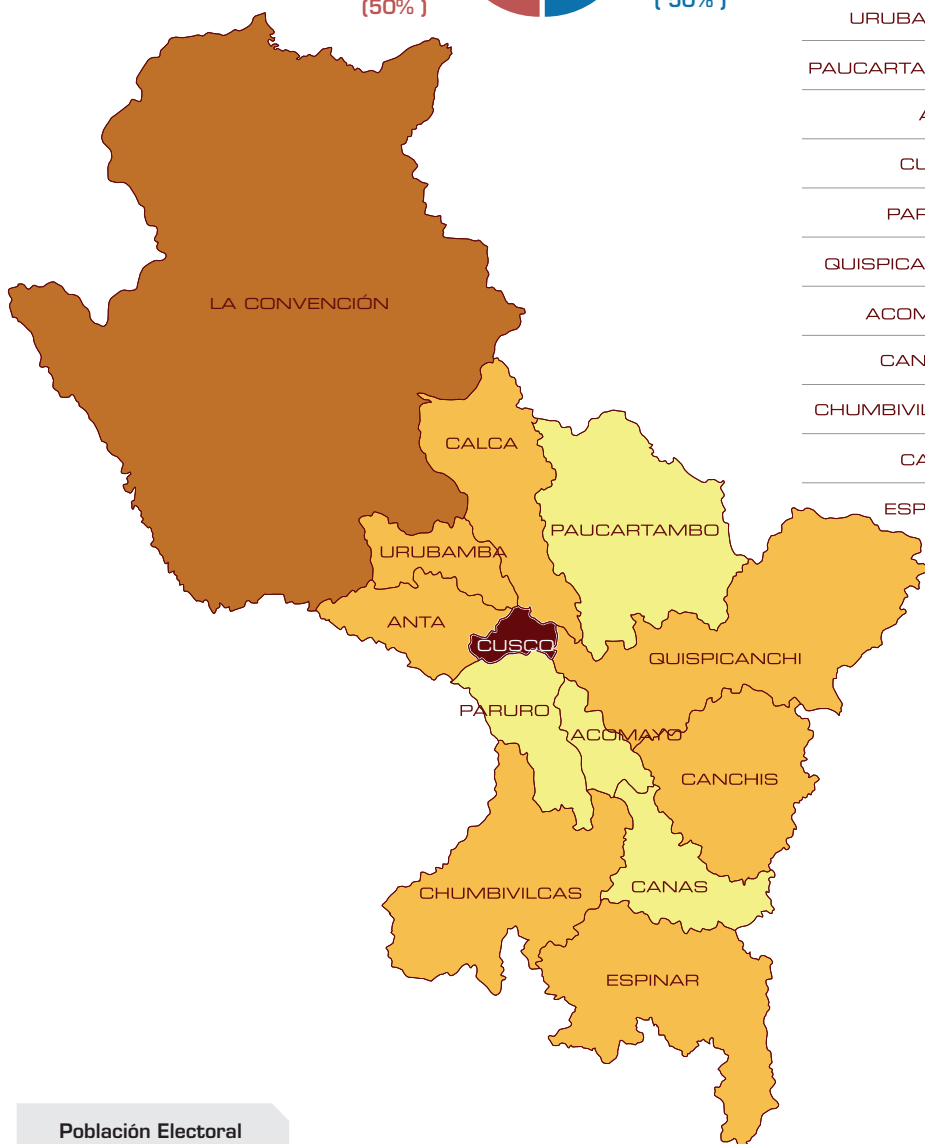 (50% )
( 50% )
URUBA
PAUCARTA
CU
PAR
QUISPICA
ACOM
CAN
CHUMBIVIL
CA
ESP
LA CONVENCIÓN
CALCA
PAUCARTAMBO
URUBAMBA
ANTA
CUSCO
QUISPICANCHI
PARURO
ACOMAYO
CANCHIS
CANAS
CHUMBIVILCAS
ESPINAR
Población Electoral